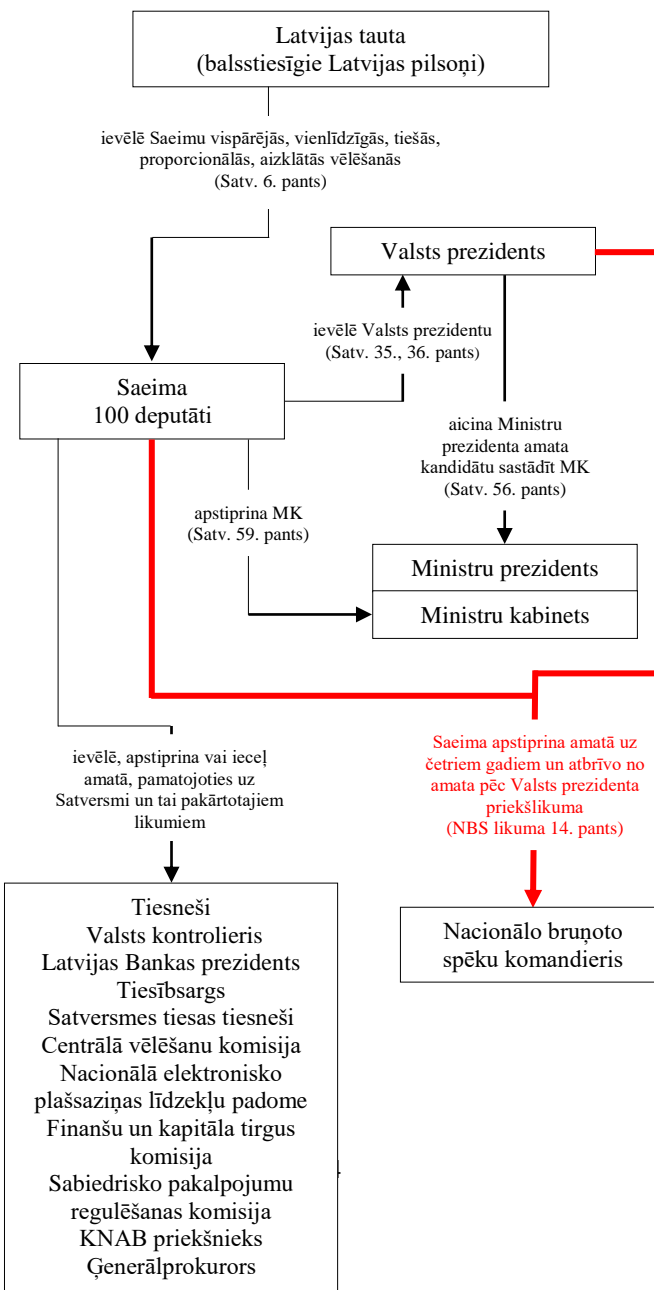 Latvijas tauta
(balsstiesīgie Latvijas pilsoņi)
ievēlē Saeimu vispārējās, vienlīdzīgās, tiešās,
proporcionālās, aizklātās vēlēšanās
(Satv. 6. pants)
Valsts prezidents
ievēlē Valsts prezidentu
(Satv. 35., 36. pants)
Saeima
100 deputāti
aicina Ministru
prezidenta amata
kandidātu sastādīt MK
(Satv. 56. pants)
apstiprina MK
(Satv. 59. pants)
Ministru prezidents
Ministru kabinets
ievēlē, apstiprina vai ieceļ
amatā, pamatojoties uz
Satversmi un tai pakārtotajiem
likumiem
Saeima apstiprina amatā uz
četriem gadiem un atbrīvo no
amata pēc Valsts prezidenta
priekšlikuma
(NBS likuma 14. pants)
Tiesneši
Valsts kontrolieris
Latvijas Bankas prezidents
Tiesībsargs
Satversmes tiesas tiesneši
Centrālā vēlēšanu komisija
Nacionālā elektronisko
plašsaziņas līdzekļu padome
Finanšu un kapitāla tirgus
komisija
Sabiedrisko pakalpojumu
regulēšanas komisija
KNAB priekšnieks
Ģenerālprokurors
Nacionālo bruņoto
spēku komandieris